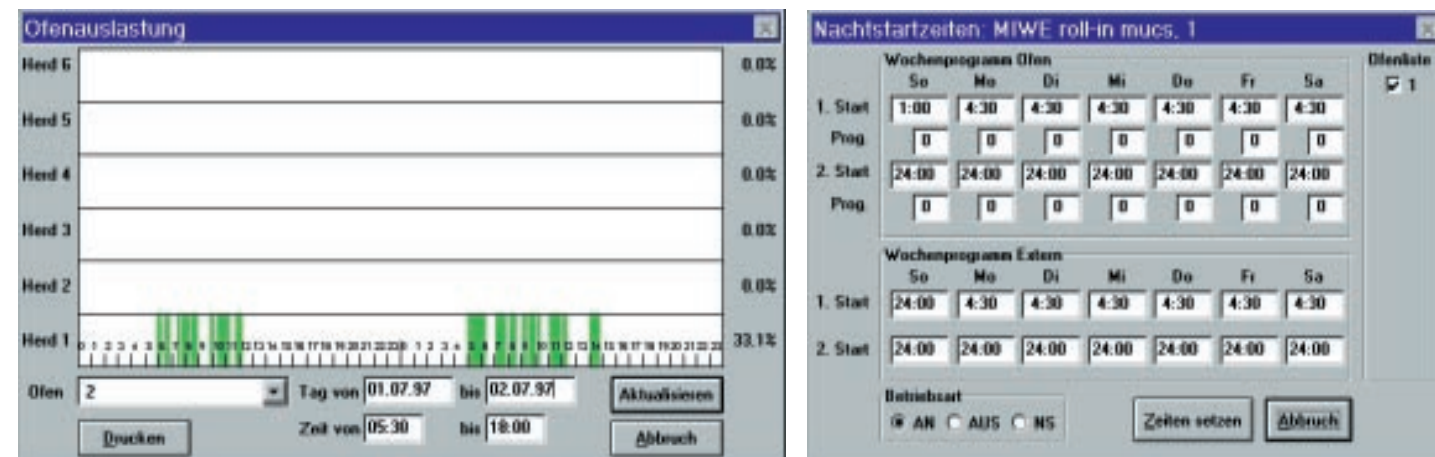 Ofenauslastung
Herd 6 0.0%
Herd 5 0.0%
Herd 4 0.0%
Herd 3 0.0%
Herd 2 0.0%
Herd 1 33.1%
Ofen 2 Tag von 01.07.97 bis 02.07.97 Aktualisieren
Drucken Zeit von 05:30 bis 18:00 Abbruch
Nachtstartzeiten: MIWE roll-in mucs, 1
Wochenprogramm Ofen Ofenliste
So Mo Di Mi Do Fr Sa 1
1. Start 1:00 4:30 4:30 4:30 4:30 4:30 4:30
Prog 0 0 0 0 0 0 0
2. Start 24:00 24:00 24:00 24:00 24:00 24:00 24:00
Prog 0 0 0 0 0 0 0
Wochenprogramm Extern
So Mo Di Mi Do Fr Sa
1. Start 24:00 4:30 4:30 4:30 4:30 4:30 4:30
2. Start 24:00 24:00 24:00 24:00 24:00 24:00 24:00
Betriebsart
AN AUS NS Zeiten setzen Abbruch